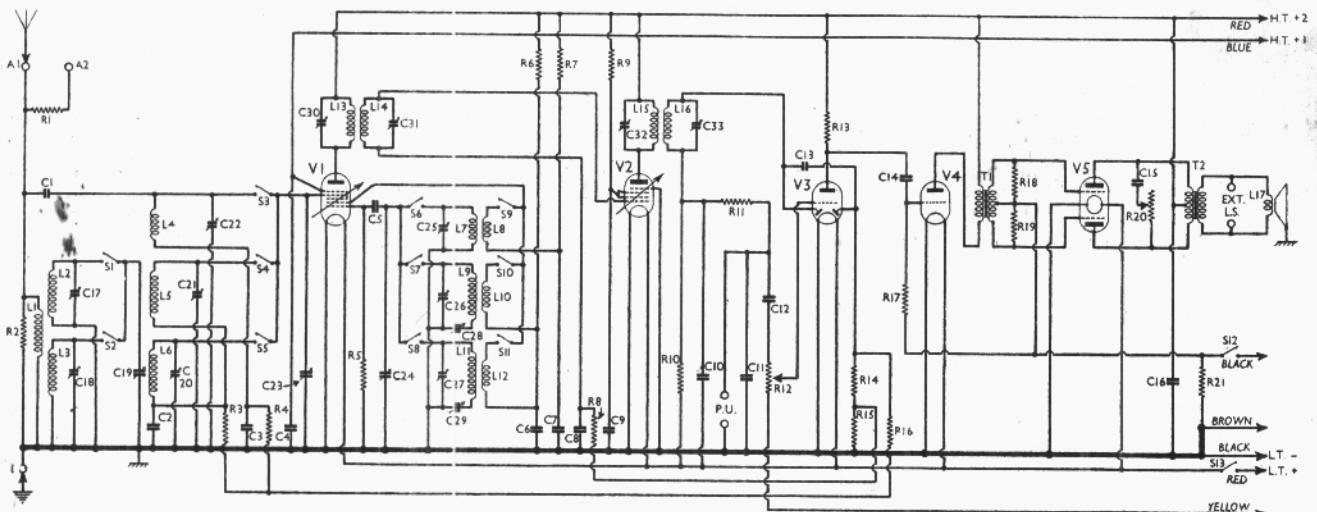 H.T. +2
RED
H.T. +1
BLUE
A1
A2
R1
R6
R7
R9
C30
L13
L14
C31
C32
L15
L16
C33
R13
V1
V2
C13
V3
C14
V4
T1
R18
R19
V5
C15
R20
T2
EXT.
L.S.
L17
C1
L4
C22
S3
C5
S6
S9
C25
L7
L8
R11
L2
S1
C17
L5
C21
S4
S7
S10
L9
L10
C26
C28
C12
R17
L1
R2
L3
S2
C18
C19
L6
C
20
S5
C23
R5
C24
S8
C17
L11
S11
L12
C29
R10
C10
C11
R12
P.U.
R14
R15
R16
C16
R21
S12
BLACK
C2
R3
C3
R4
C4
C6
C7
C8
R8
C9
BROWN
BLACK
L.T. -
E
S13
L.T. +
RED
YELLOW